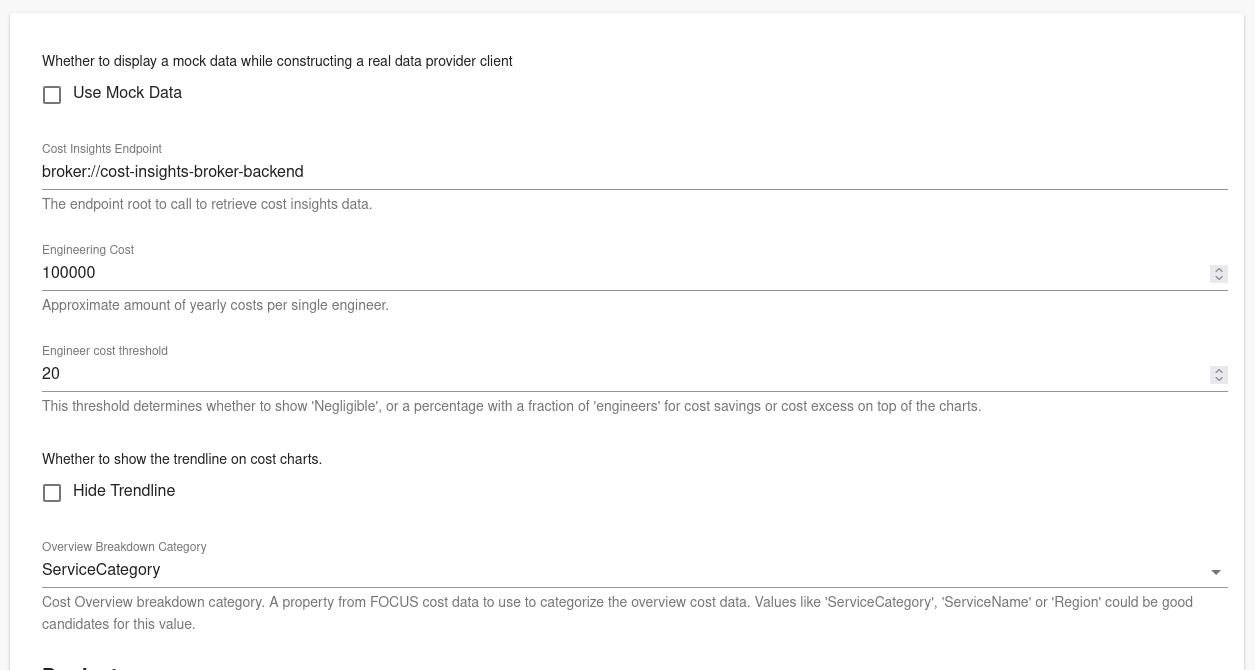 Whether to display a mock data while constructing a real data provider client
Use Mock Data
Cost Insights Endpoint
broker://cost-insights-broker-backend
The endpoint root to call to retrieve cost insights data.
Engineering Cost
100000
Approximate amount of yearly costs per single engineer.
Engineer cost threshold
20
This threshold determines whether to show 'Negligible', or a percentage with a fraction of 'engineers' for cost savings or cost excess on top of the charts.
Whether to show the trendline on cost charts.
Hide Trendline
Overview Breakdown Category
ServiceCategory
Cost Overview breakdown category. A property from FOCUS cost data to use to categorize the overview cost data. Values like 'ServiceCategory', 'ServiceName' or 'Region' could be good
candidates for this value.